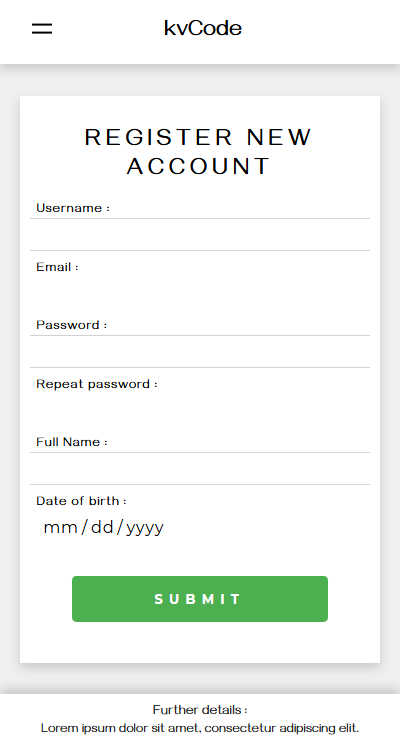 kvCode
REGISTER NEW
ACCOUNT
Username :
Email :
Password :
Repeat password :
Full Name :
Date of birth :
mm/dd/yyyy
SUBMIT
Further details :
Lorem ipsum dolor sit amet, consectetur adipiscing elit.